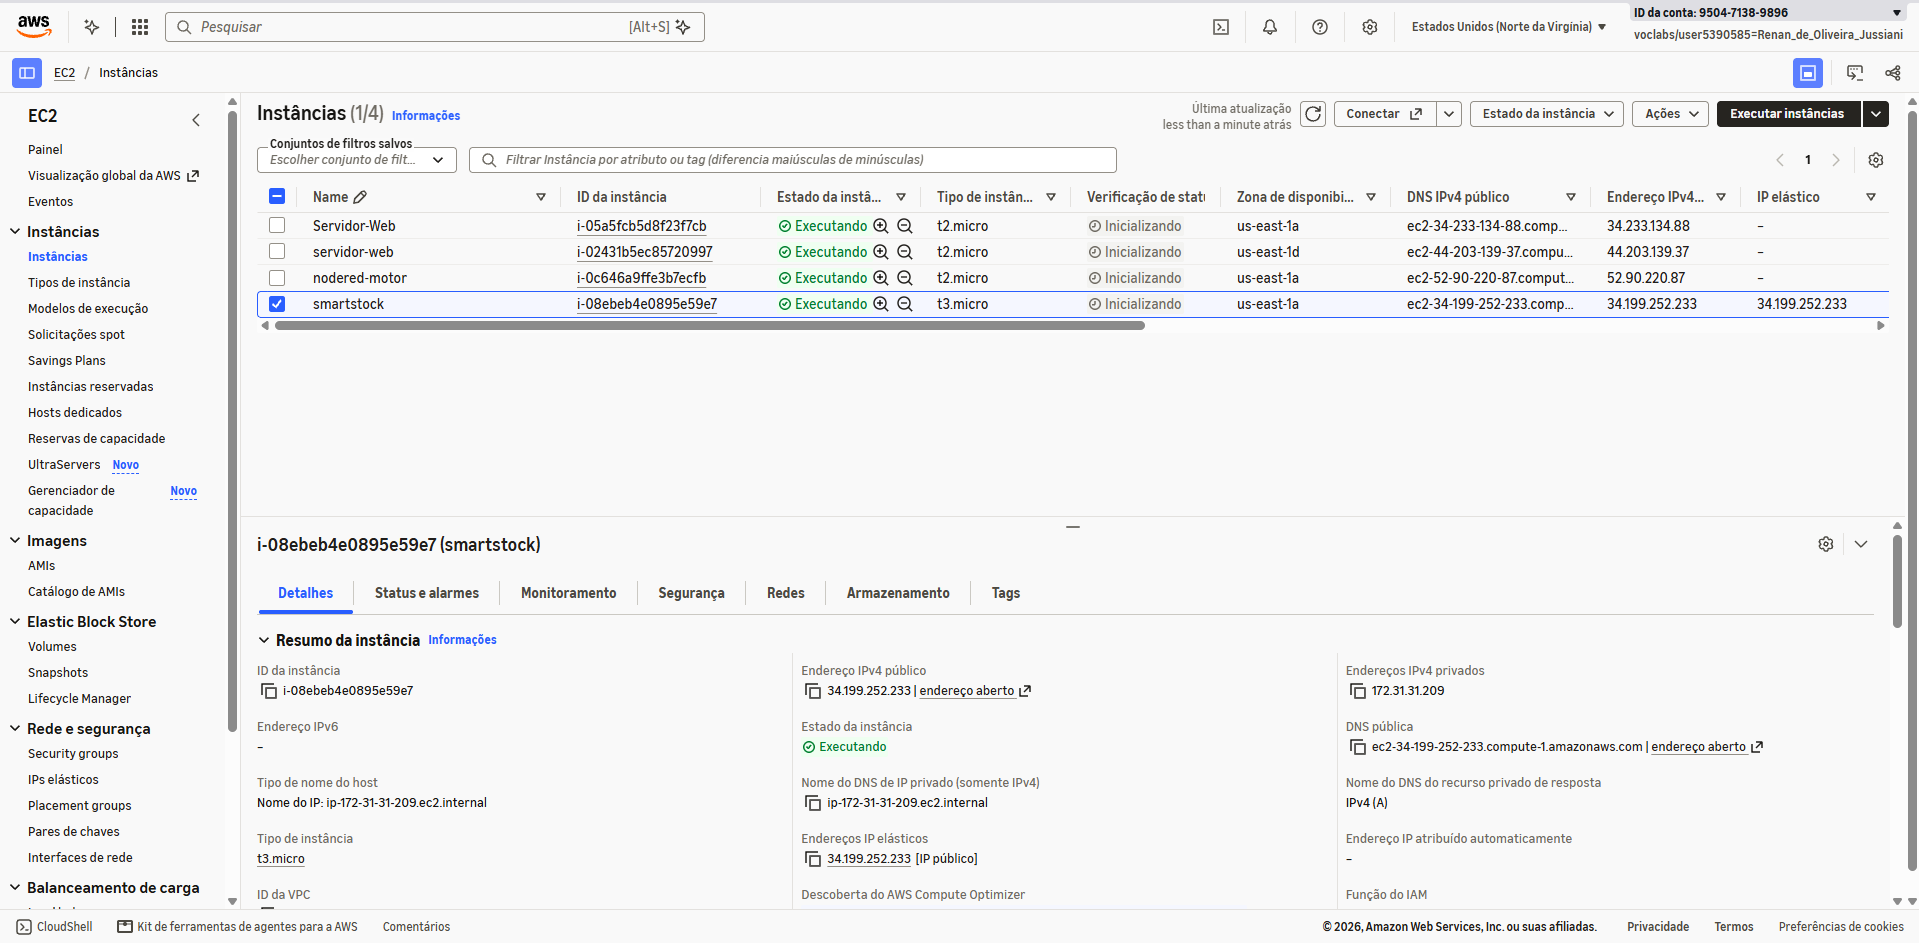 aws
Pesquisar [Alt+S]
Estados Unidos (Norte da Virgínia)
ID da conta: 9504-7138-9896
voclabs/user5390585=Renan_de_Oliveira_Jussiani
EC2 / Instâncias
EC2
Painel
Visualização global da AWS
Eventos
Instâncias
Instâncias
Tipos de instância
Modelos de execução
Solicitações spot
Savings Plans
Instâncias reservadas
Hosts dedicados
Reservas de capacidade
UltraServers Novo
Gerenciador de capacidade Novo
Imagens
AMIs
Catálogo de AMIs
Elastic Block Store
Volumes
Snapshots
Lifecycle Manager
Rede e segurança
Security groups
IPs elásticos
Placement groups
Pares de chaves
Interfaces de rede
Balanceamento de carga
Instâncias (1/4) Informações
Última atualização
less than a minute atrás
Conectar
Estado da instância
Ações
Executar instâncias
Conjuntos de filtros salvos
Escolher conjunto de filt...
Filtrar Instância por atributo ou tag (diferencia maiúsculas de minúsculas)
1
Name ID da instância Estado da instâ... Tipo de instân... Verificação de statu Zona de disponibi... DNS IPv4 público Endereço IPv4... IP elástico
Servidor-Web i-05a5fcb5d8f23f7cb Executando t2.micro Inicializando us-east-1a ec2-34-233-134-88.comp... 34.233.134.88 –
servidor-web i-02431b5ec85720997 Executando t2.micro Inicializando us-east-1d ec2-44-203-139-37.compu... 44.203.139.37 –
nodered-motor i-0c646a9ffe3b7ecfb Executando t2.micro Inicializando us-east-1a ec2-52-90-220-87.comput... 52.90.220.87 –
smartstock i-08ebeb4e0895e59e7 Executando t3.micro Inicializando us-east-1a ec2-34-199-252-233.comp... 34.199.252.233 34.199.252.233
i-08ebeb4e0895e59e7 (smartstock)
Detalhes Status e alarmes Monitoramento Segurança Redes Armazenamento Tags
Resumo da instância Informações
ID da instância
i-08ebeb4e0895e59e7
Endereço IPv4 público
34.199.252.233 | endereço aberto
Endereços IPv4 privados
172.31.31.209
Endereço IPv6
–
Estado da instância
Executando
DNS pública
ec2-34-199-252-233.compute-1.amazonaws.com | endereço aberto
Tipo de nome do host
Nome do IP: ip-172-31-31-209.ec2.internal
Nome do DNS de IP privado (somente IPv4)
ip-172-31-31-209.ec2.internal
Nome do DNS do recurso privado de resposta
IPv4 (A)
Tipo de instância
t3.micro
Endereços IP elásticos
34.199.252.233 [IP público]
Endereço IP atribuído automaticamente
–
ID da VPC
Descoberta do AWS Compute Optimizer
Função do IAM
CloudShell Kit de ferramentas de agentes para a AWS Comentários
© 2026, Amazon Web Services, Inc. ou suas afiliadas. Privacidade Termos Preferências de cookies